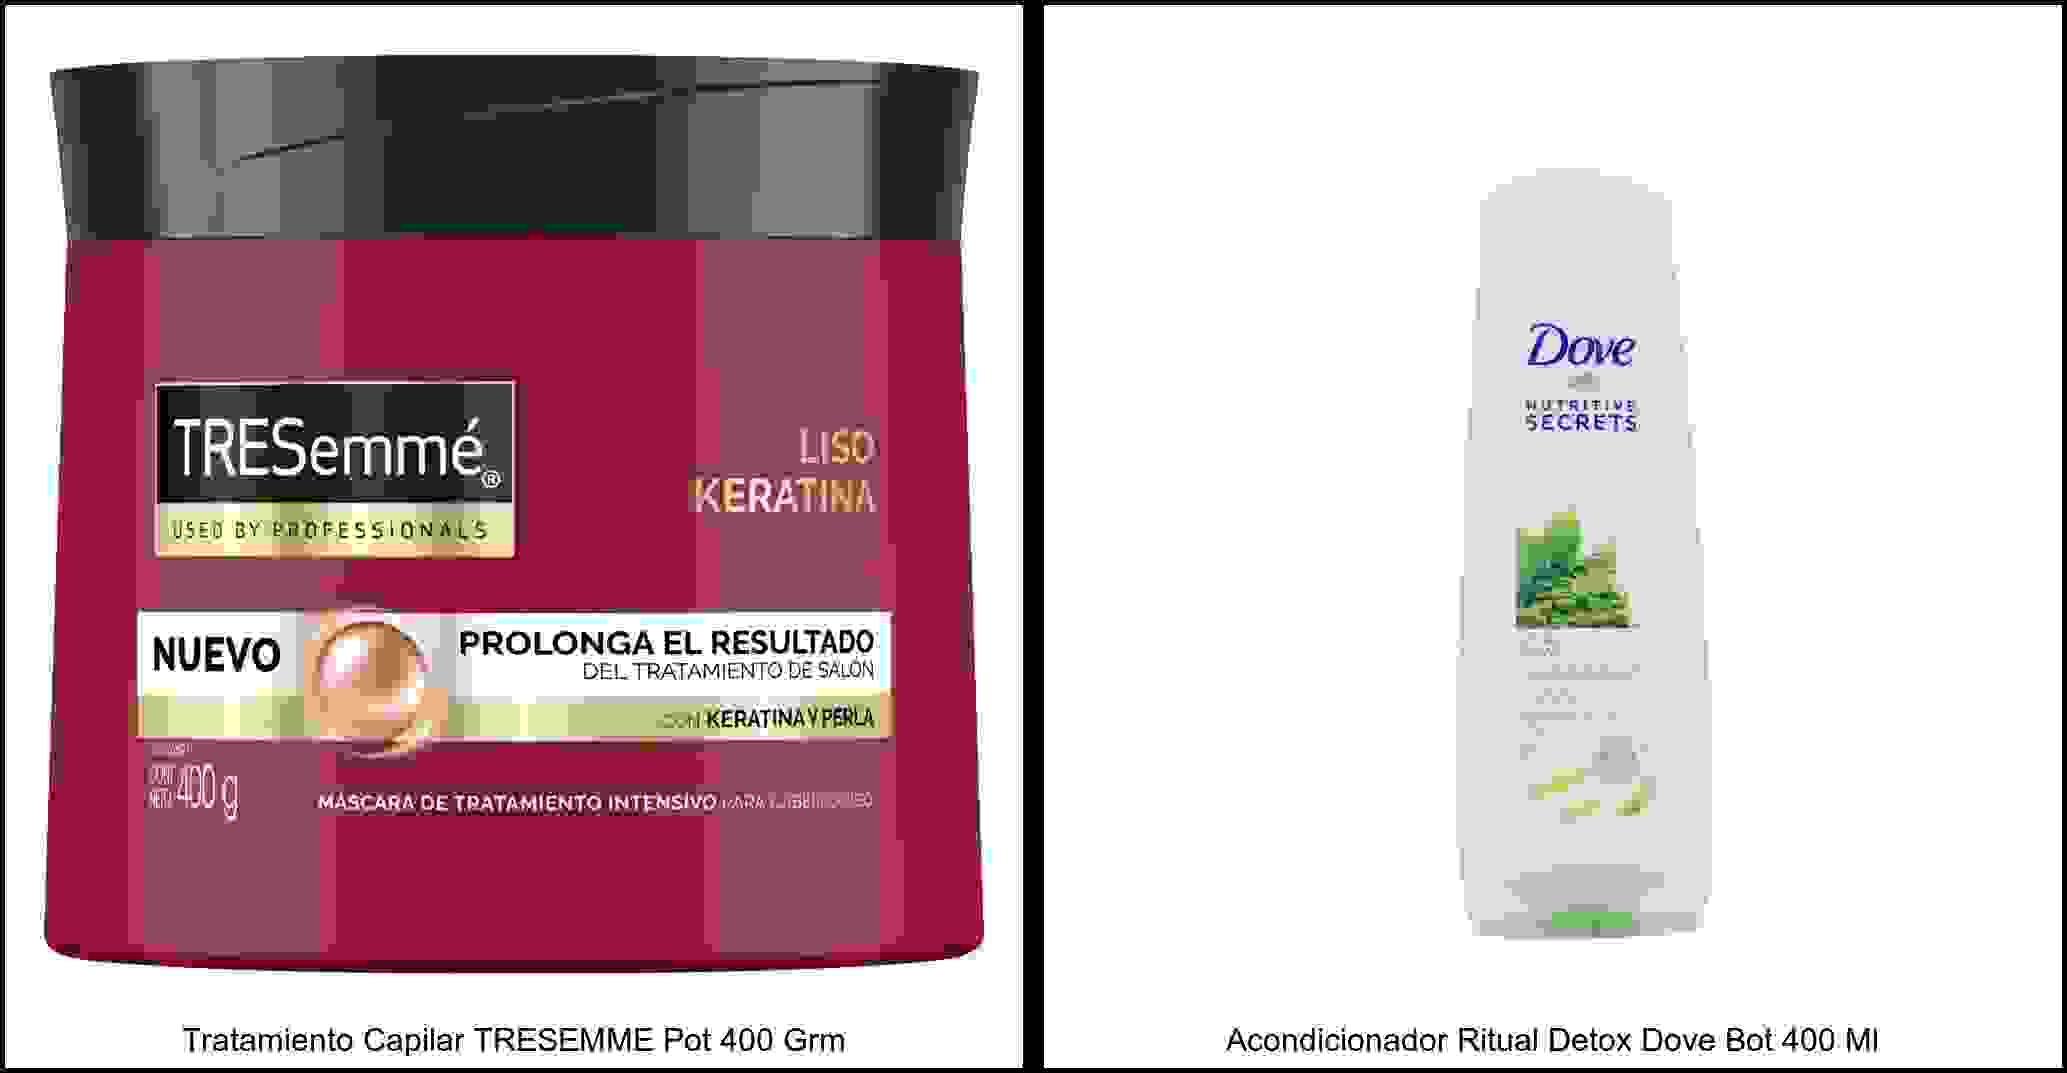 TRESemmé®
USED BY PROFESSIONALS
LISO
KERATINA
NUEVO
PROLONGA EL RESULTADO
DEL TRATAMIENTO DE SALÓN
CON KERATINA Y PERLA
CONT.
NETO
400 g
MÁSCARA DE TRATAMIENTO INTENSIVO PARA
Tratamiento Capilar TRESEMME Pot 400 Grm
Dove
NUTRITIVE
SECRETS
Acondicionador Ritual Detox Dove Bot 400 Ml